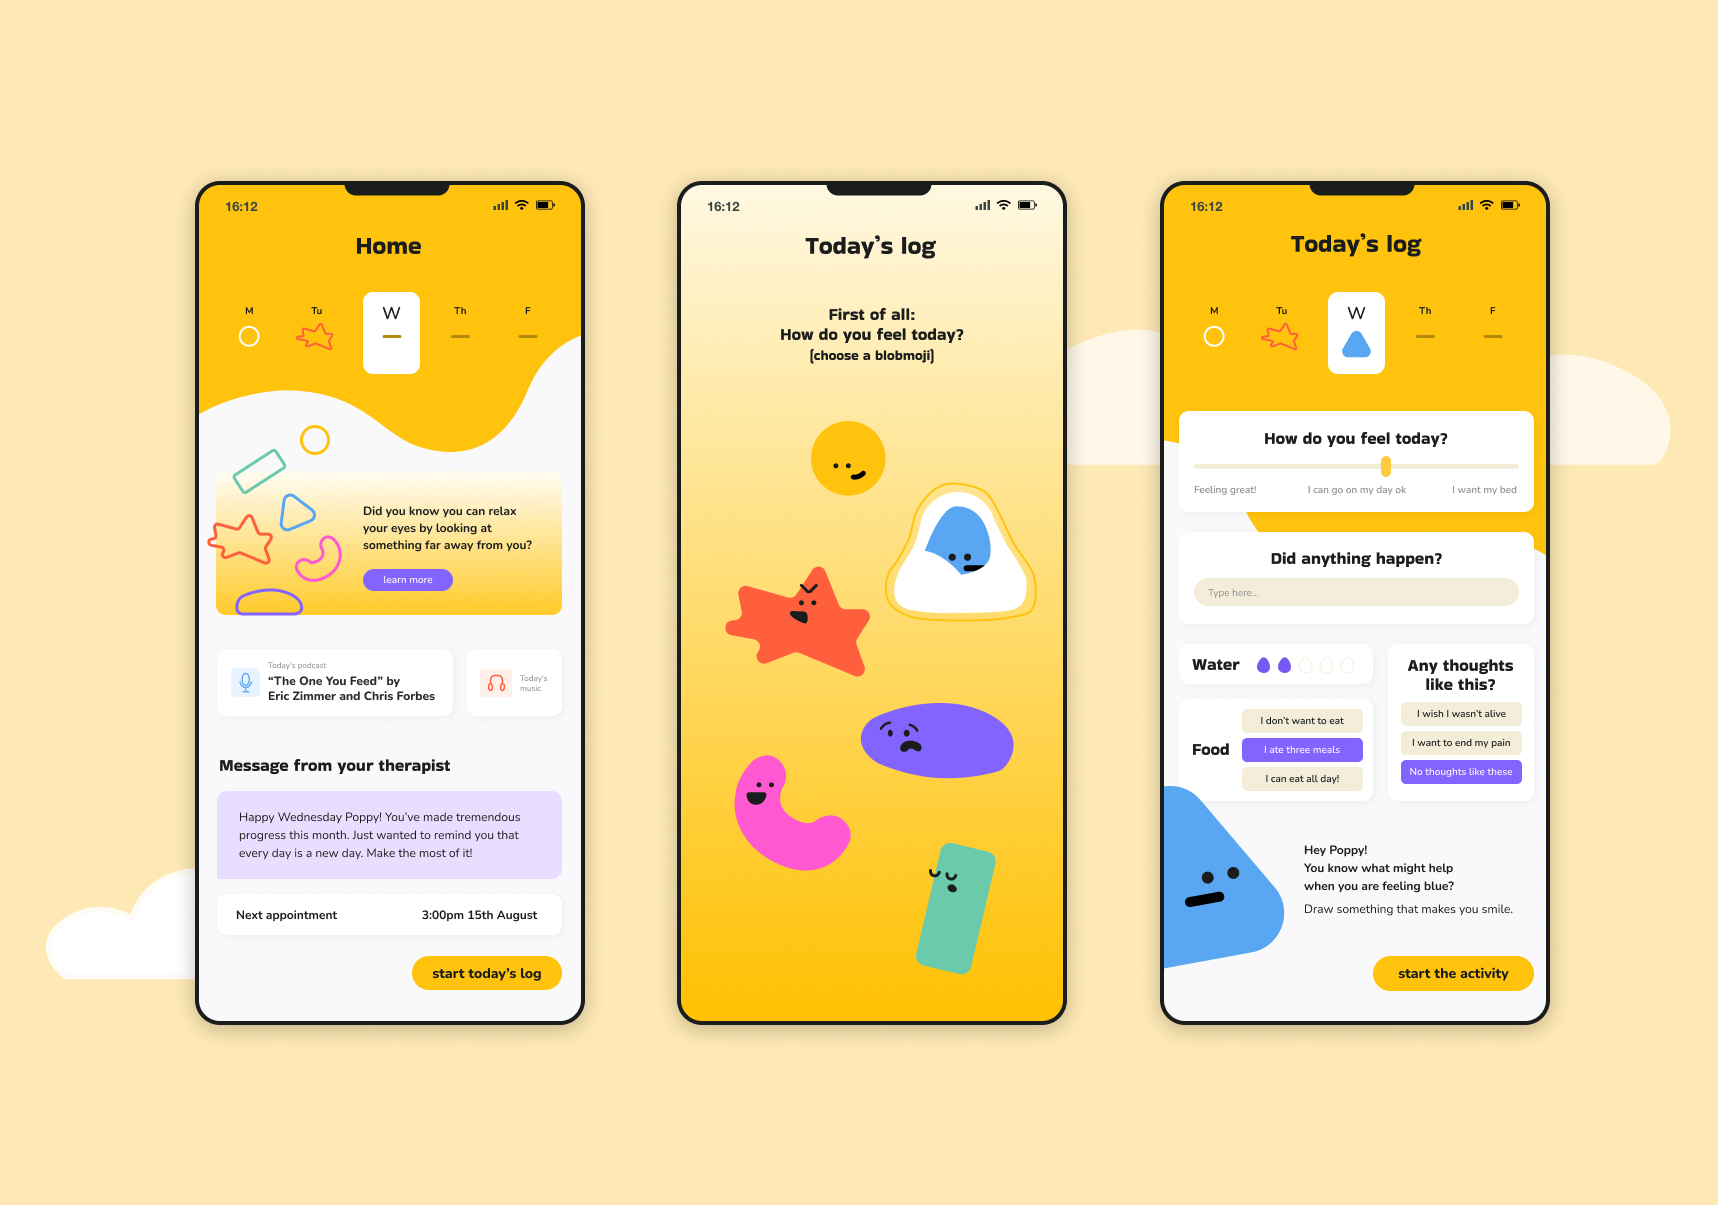 16:12
Home
M Tu W Th F
Did you know you can relax
your eyes by looking at
something far away from you?
learn more
Today's podcast
“The One You Feed” by
Eric Zimmer and Chris Forbes
Today's
music
Message from your therapist
Happy Wednesday Poppy! You've made tremendous
progress this month. Just wanted to remind you that
every day is a new day. Make the most of it!
Next appointment 3:00pm 15th August
start today's log
16:12
Today’s log
First of all:
How do you feel today?
(choose a blobmoji)
16:12
Today’s log
M Tu W Th F
How do you feel today?
Feeling great! I can go on my day ok I want my bed
Did anything happen?
Type here...
Water
Food
I don't want to eat
I ate three meals
I can eat all day!
Any thoughts
like this?
I wish I wasn't alive
I want to end my pain
No thoughts like these
Hey Poppy!
You know what might help
when you are feeling blue?
Draw something that makes you smile.
start the activity